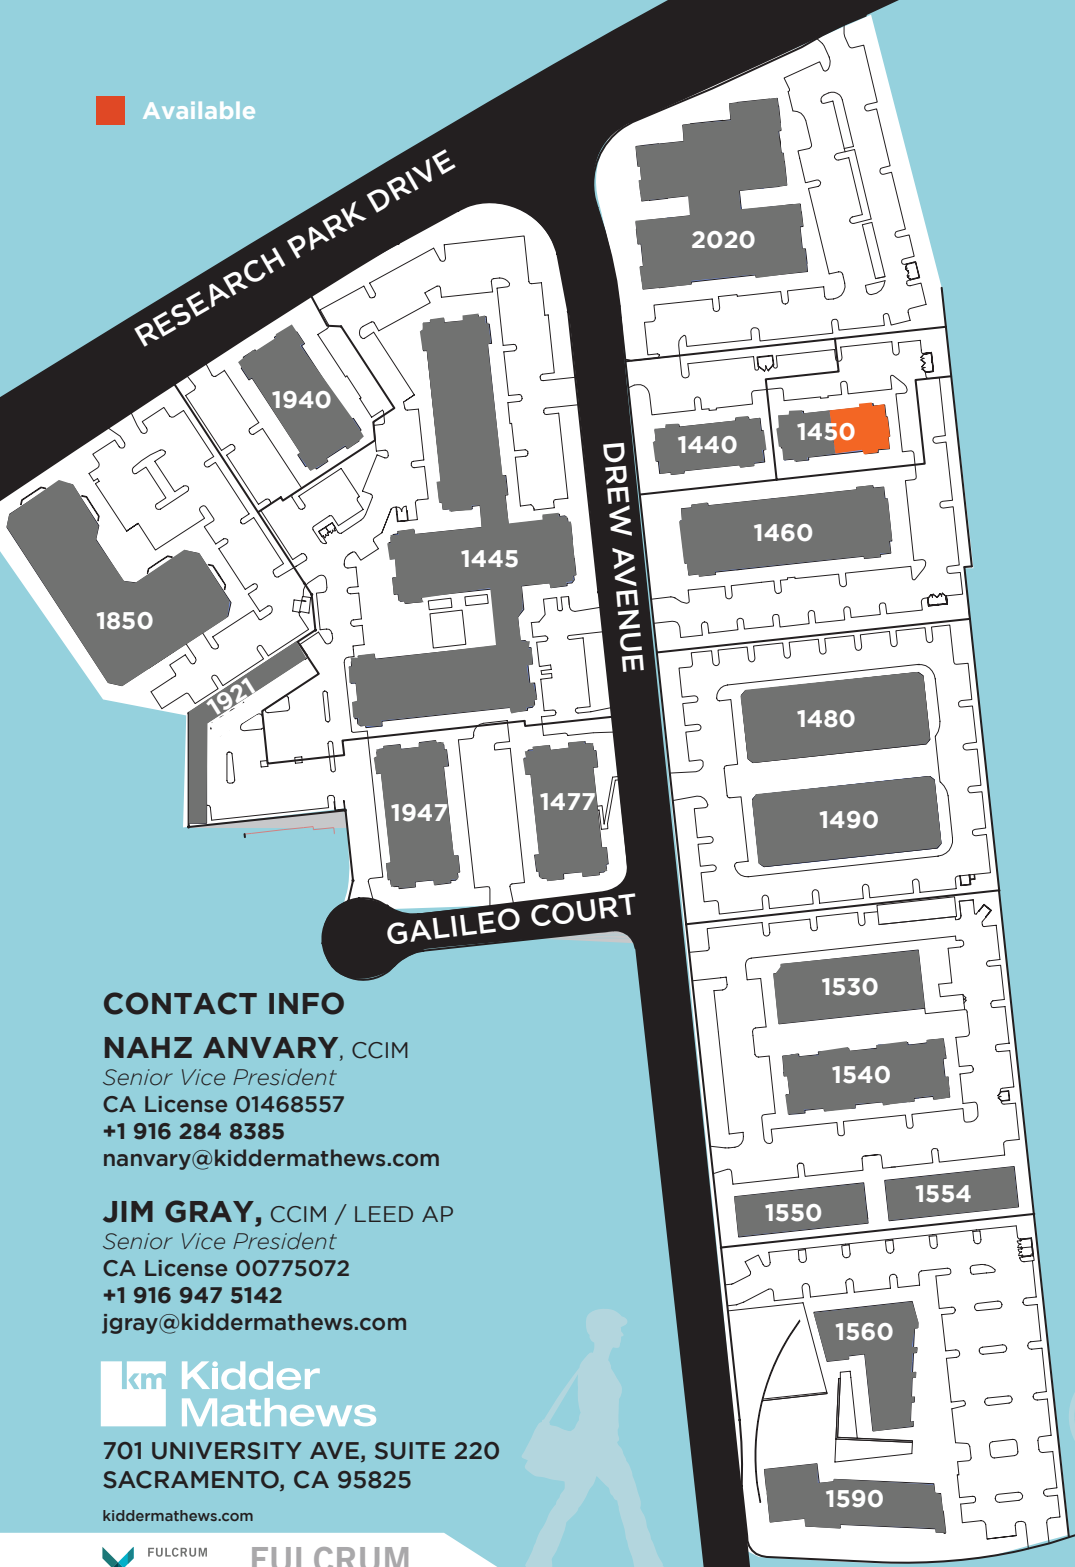 Available
RESEARCH PARK DRIVE
2020
1940
1440
1450
DREW AVENUE
1460
1445
1850
1921
1480
1947
1477
1490
GALILEO COURT
1530
1540
1550
1554
1560
1590
CONTACT INFO
NAHZ ANVARY, CCIM
Senior Vice President
CA License 01468557
+1 916 284 8385
nanvary@kiddermathews.com
JIM GRAY, CCIM / LEED AP
Senior Vice President
CA License 00775072
+1 916 947 5142
jgray@kiddermathews.com
km Kidder
Mathews
701 UNIVERSITY AVE, SUITE 220
SACRAMENTO, CA 95825
kiddermathews.com
FULCRUM
FULCRUM